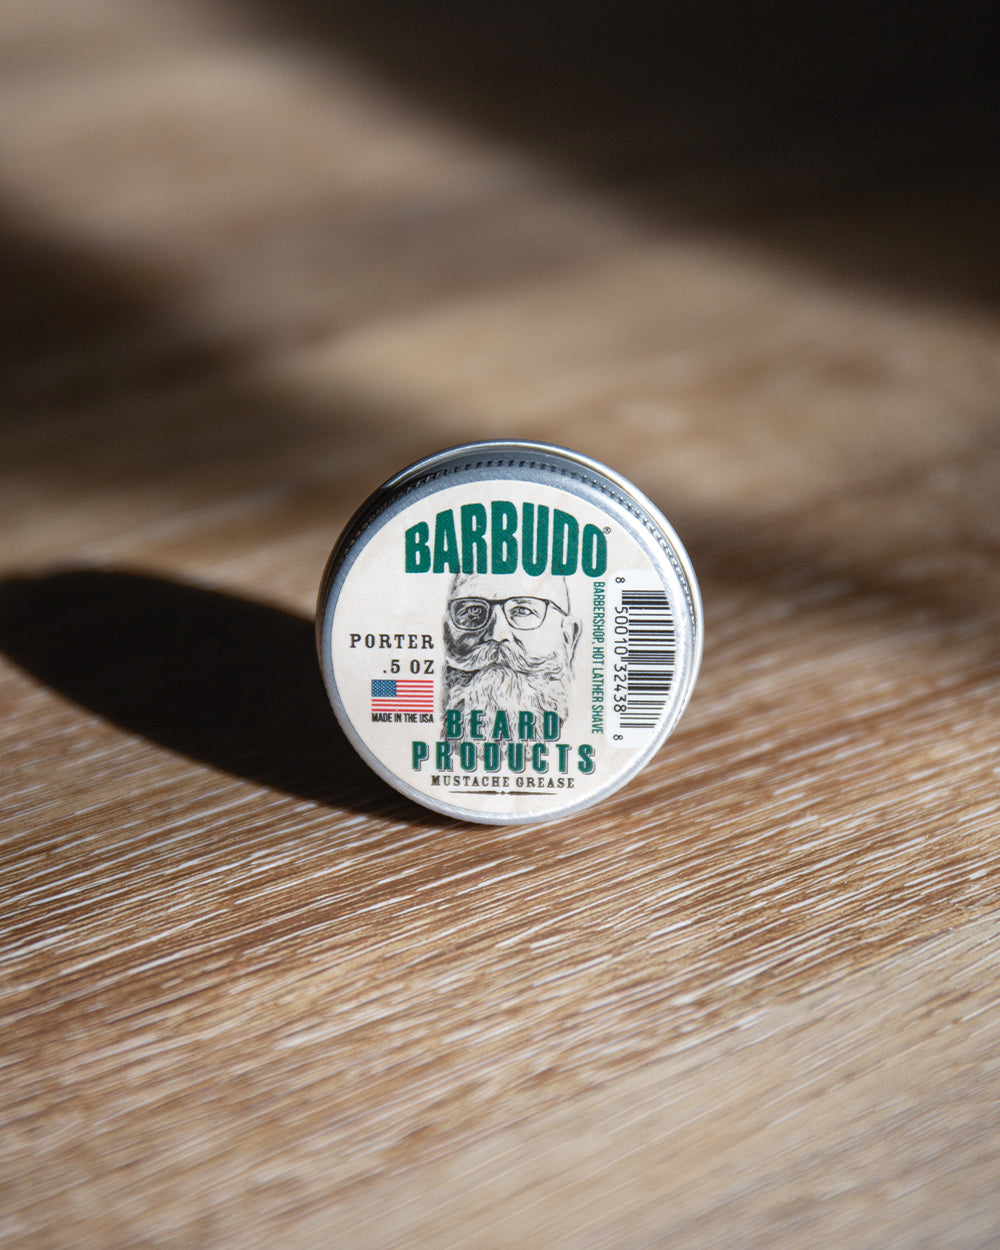 BARBUDO®
PORTER
.5 OZ
MADE IN THE USA
BEARD
PRODUCTS
MUSTACHE GREASE
BARBERSHOP, HOT LATHER SHAVE
8 50010 32438 8